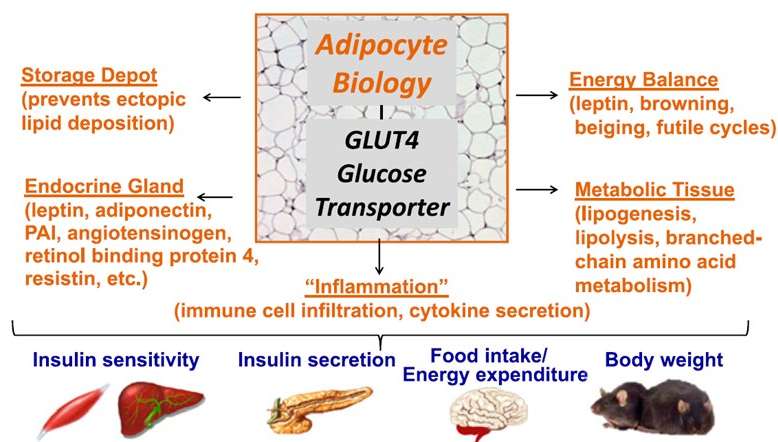 Adipocyte
Biology
GLUT4
Glucose
Transporter
Storage Depot
(prevents ectopic
lipid deposition)
Endocrine Gland
(leptin, adiponectin,
PAI, angiotensinogen,
retinol binding protein 4,
resistin, etc.)
Energy Balance
(leptin, browning,
beiging, futile cycles)
Metabolic Tissue
(lipogenesis,
lipolysis, branched-
chain amino acid
metabolism)
“Inflammation”
(immune cell infiltration, cytokine secretion)
Insulin sensitivity
Insulin secretion
Food intake/
Energy expenditure
Body weight